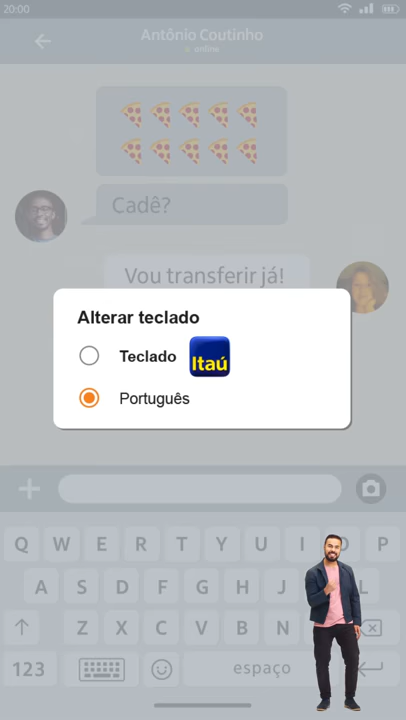 20:00
Antônio Coutinho
online
Cadê?
Vou transferir já!
Alterar teclado
Teclado Itaú
Português
Q W E R T Y U I O P
A S D F G H J L
Z X C V B N
123 espaço